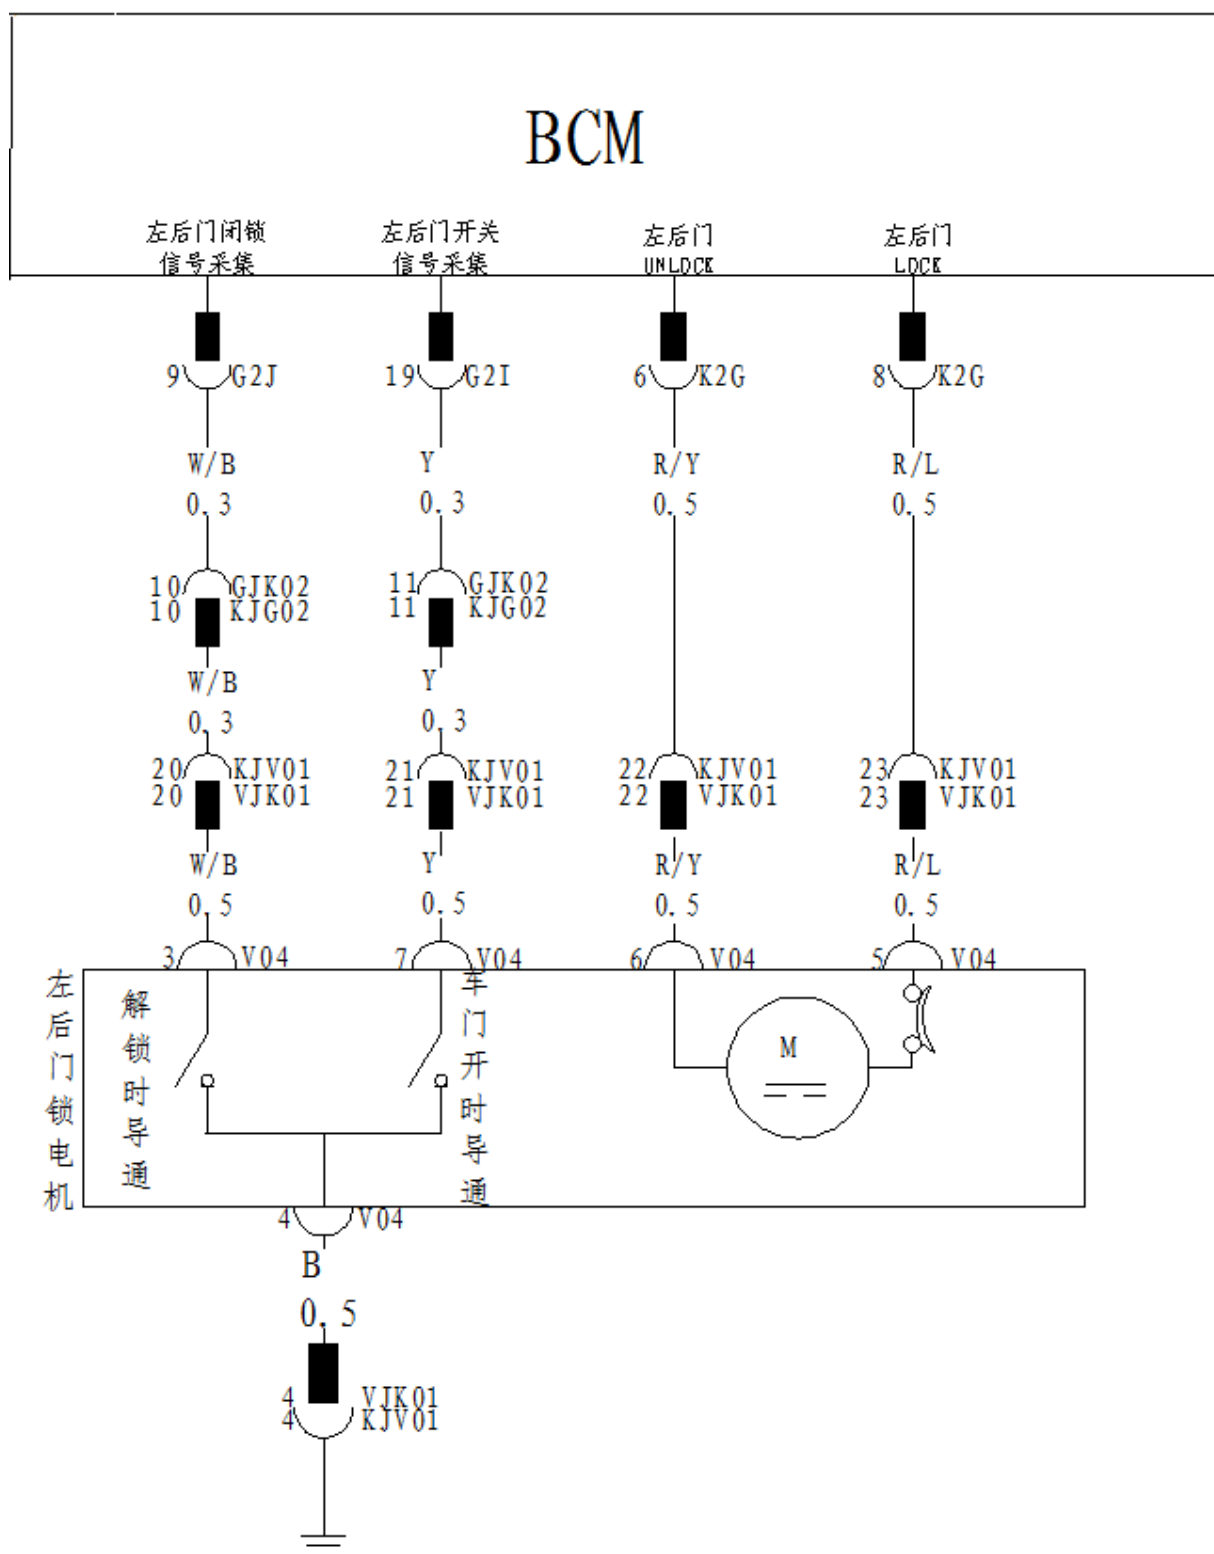 BCM
左后门闭锁 左后门开关 左后门 左后门
信号采集 信号采集 UNLOCK LOCK
9 G2J 19 G2I 6 K2G 8 K2G
W/B Y R/Y R/L
0.3 0.3 0.5 0.5
10 GJK02 11 GJK02
10 KJG02 11 KJG02
W/B Y
0.3 0.3
20 KJV01 21 KJV01 22 KJV01 23 KJV01
20 VJK01 21 VJK01 22 VJK01 23 VJK01
W/B Y R/Y R/L
0.5 0.5 0.5 0.5
3 V04 7 V04 6 V04 5 V04
左后门锁电机
解锁时导通
车门开时导通
M
4 V04
B
0.5
4 VJK01
4 KJV01